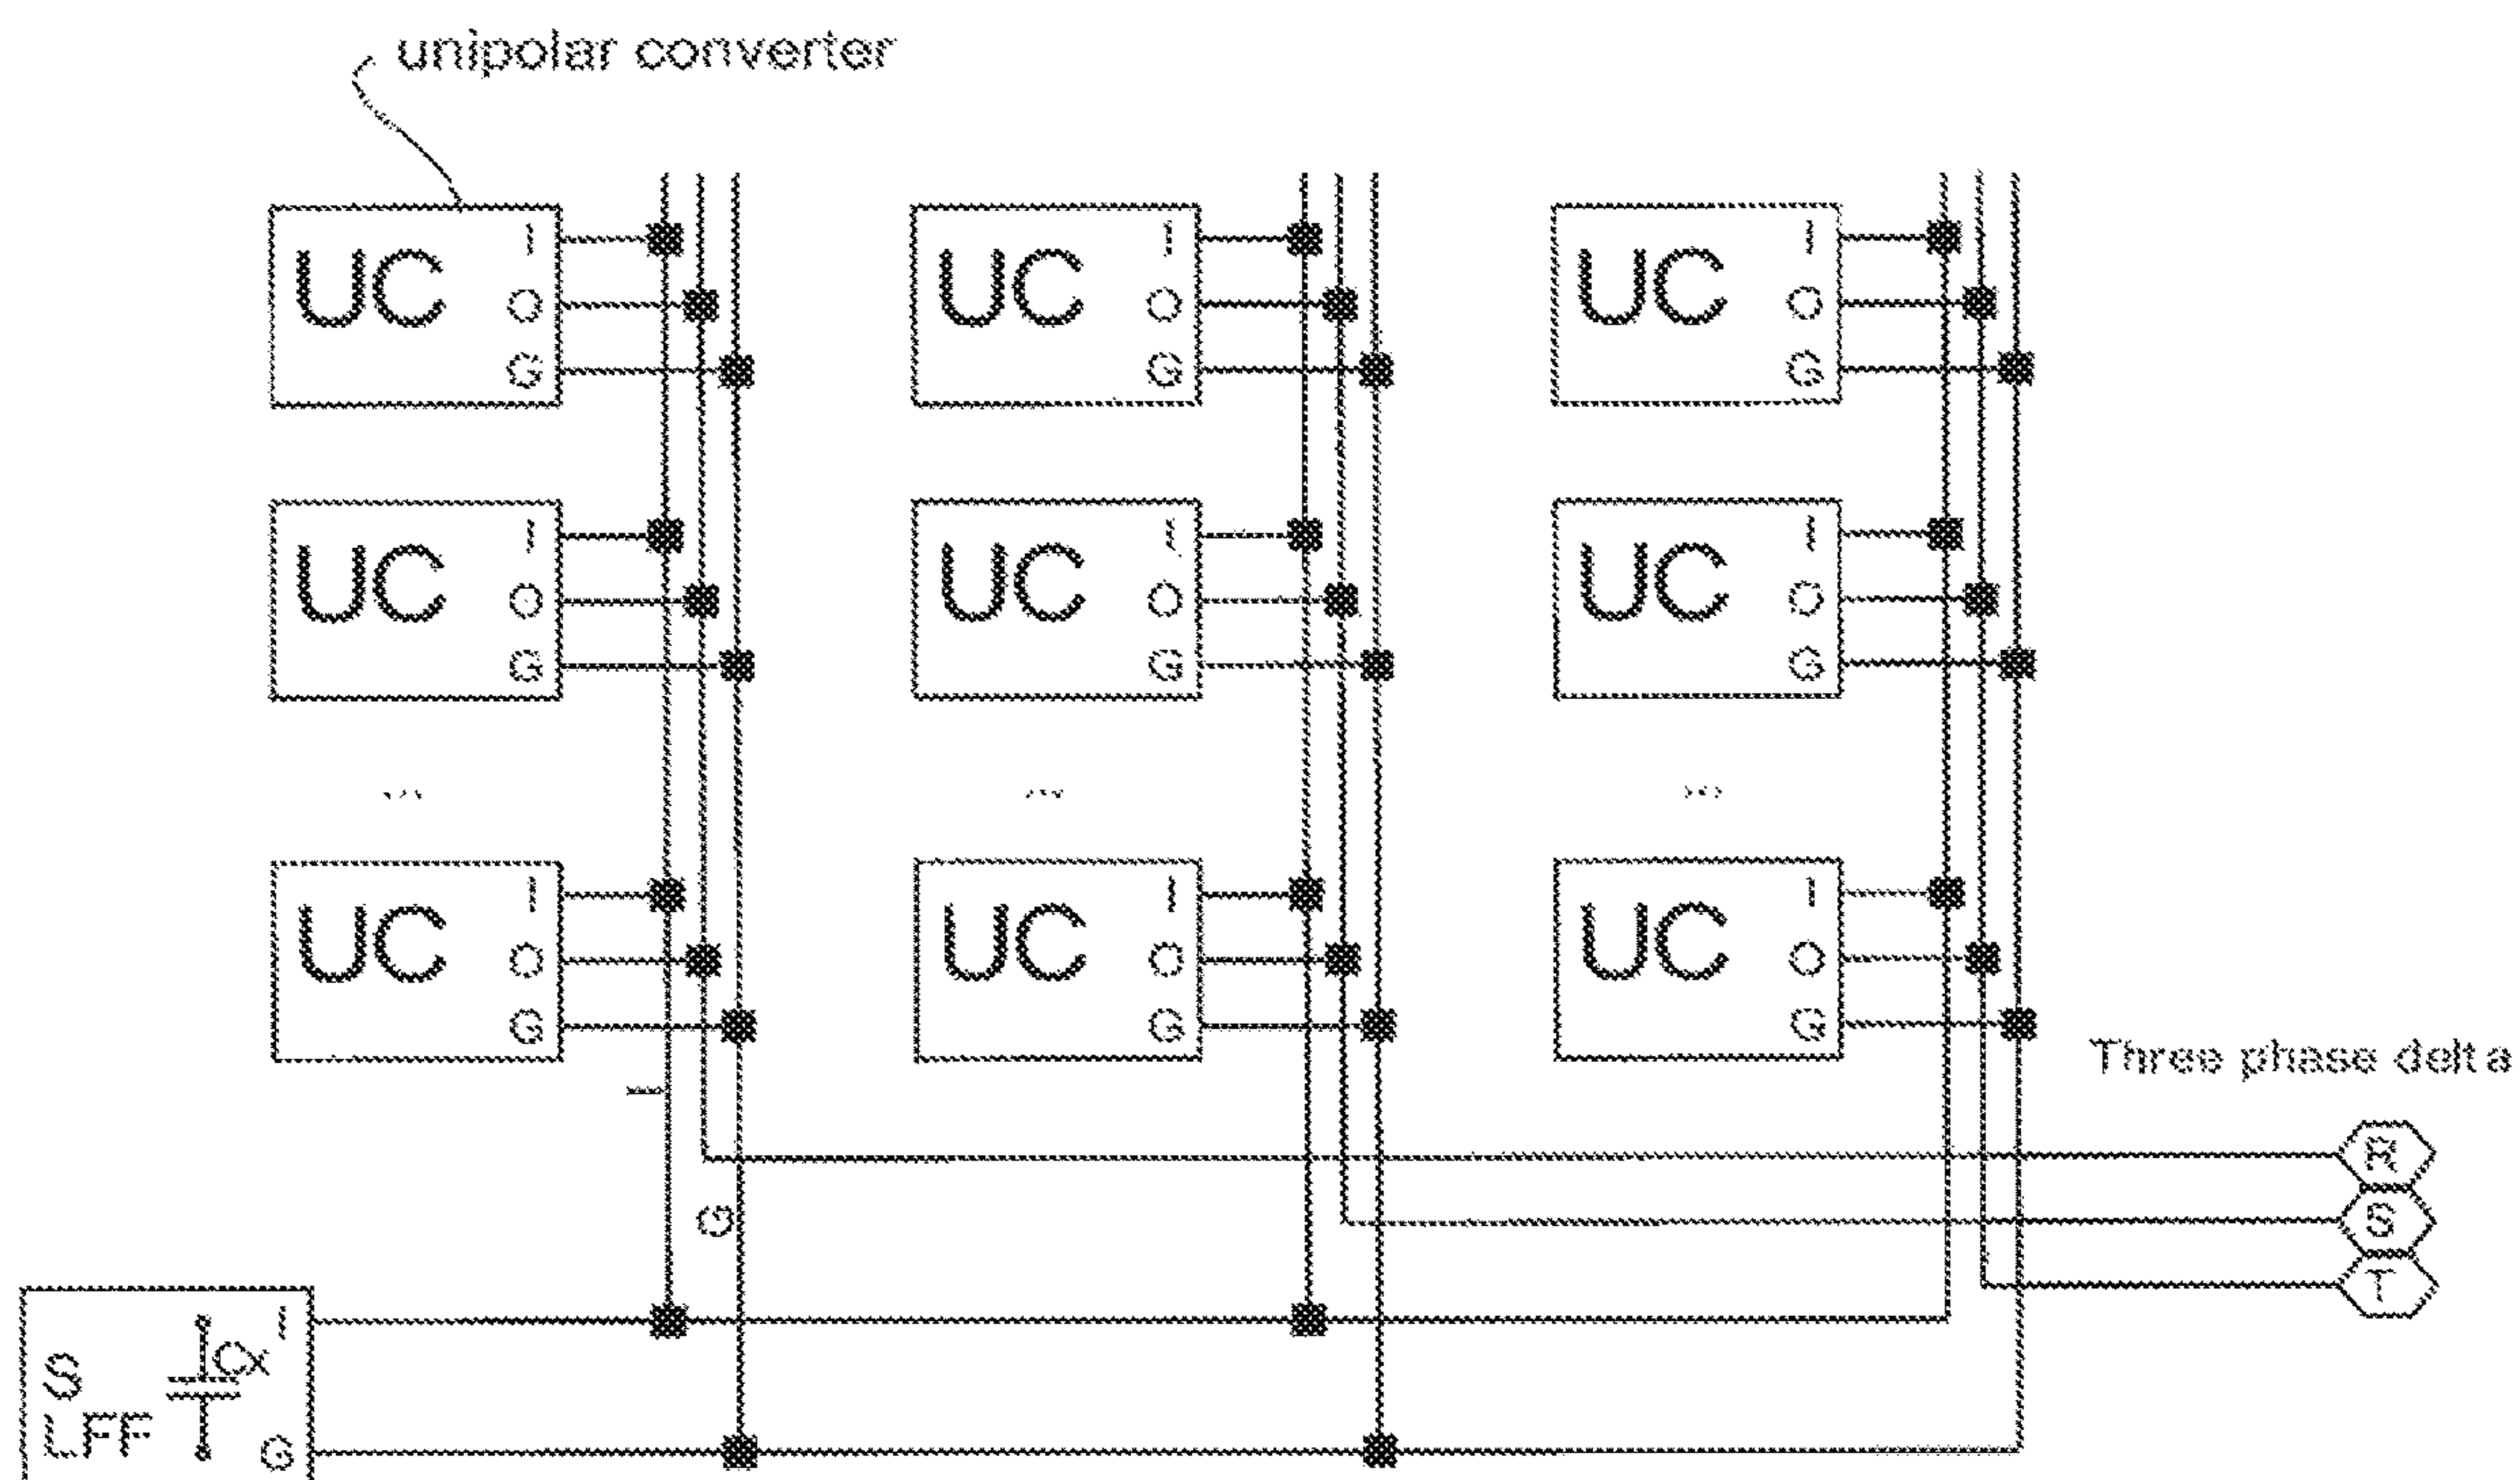 unipolar converter
UC I O G
UC I O G
UC I O G
UC I O G
UC I O G
UC I O G
...
...
...
UC I O G
UC I O G
UC I O G
I
Three phase delta
R
G
S
T
S
LFF
Cx
I
G